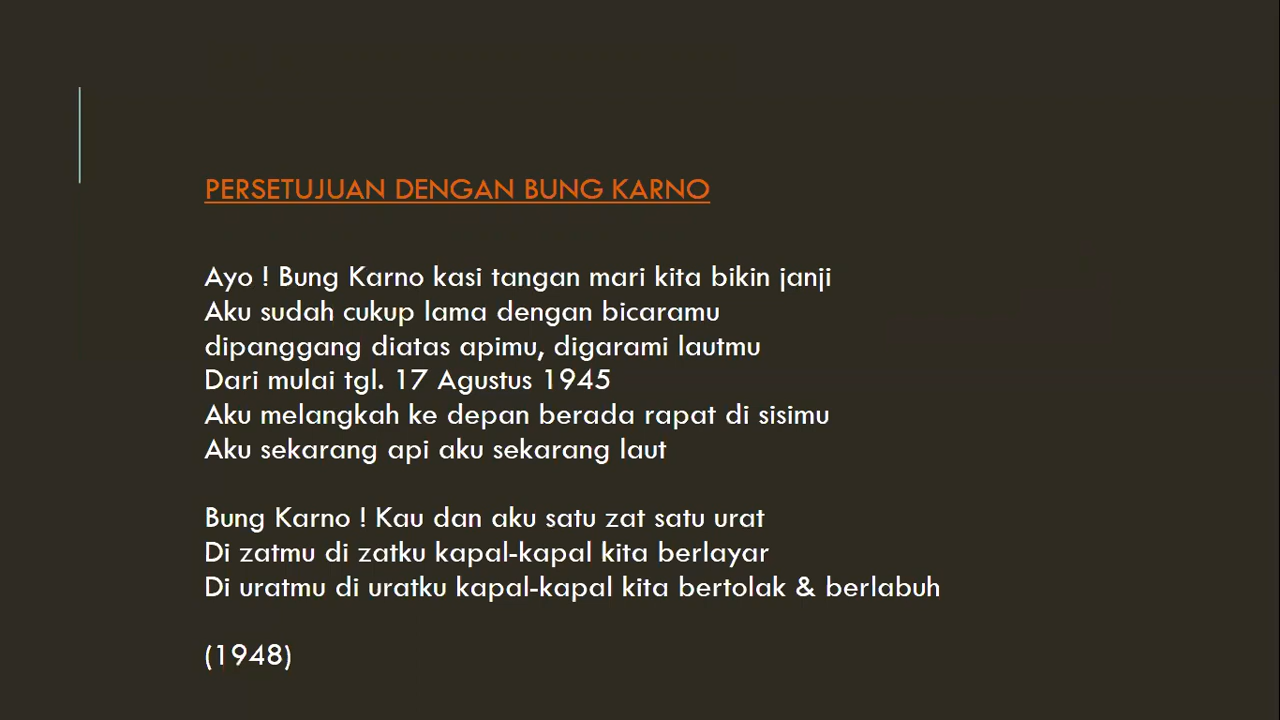 PERSETUJUAN DENGAN BUNG KARNO
Ayo ! Bung Karno kasi tangan mari kita bikin janji
Aku sudah cukup lama dengan bicaramu
dipanggang diatas apimu, digarami lautmu
Dari mulai tgl. 17 Agustus 1945
Aku melangkah ke depan berada rapat di sisimu
Aku sekarang api aku sekarang laut
Bung Karno ! Kau dan aku satu zat satu urat
Di zatmu di zatku kapal-kapal kita berlayar
Di uratmu di uratku kapal-kapal kita bertolak & berlabuh
(1948)